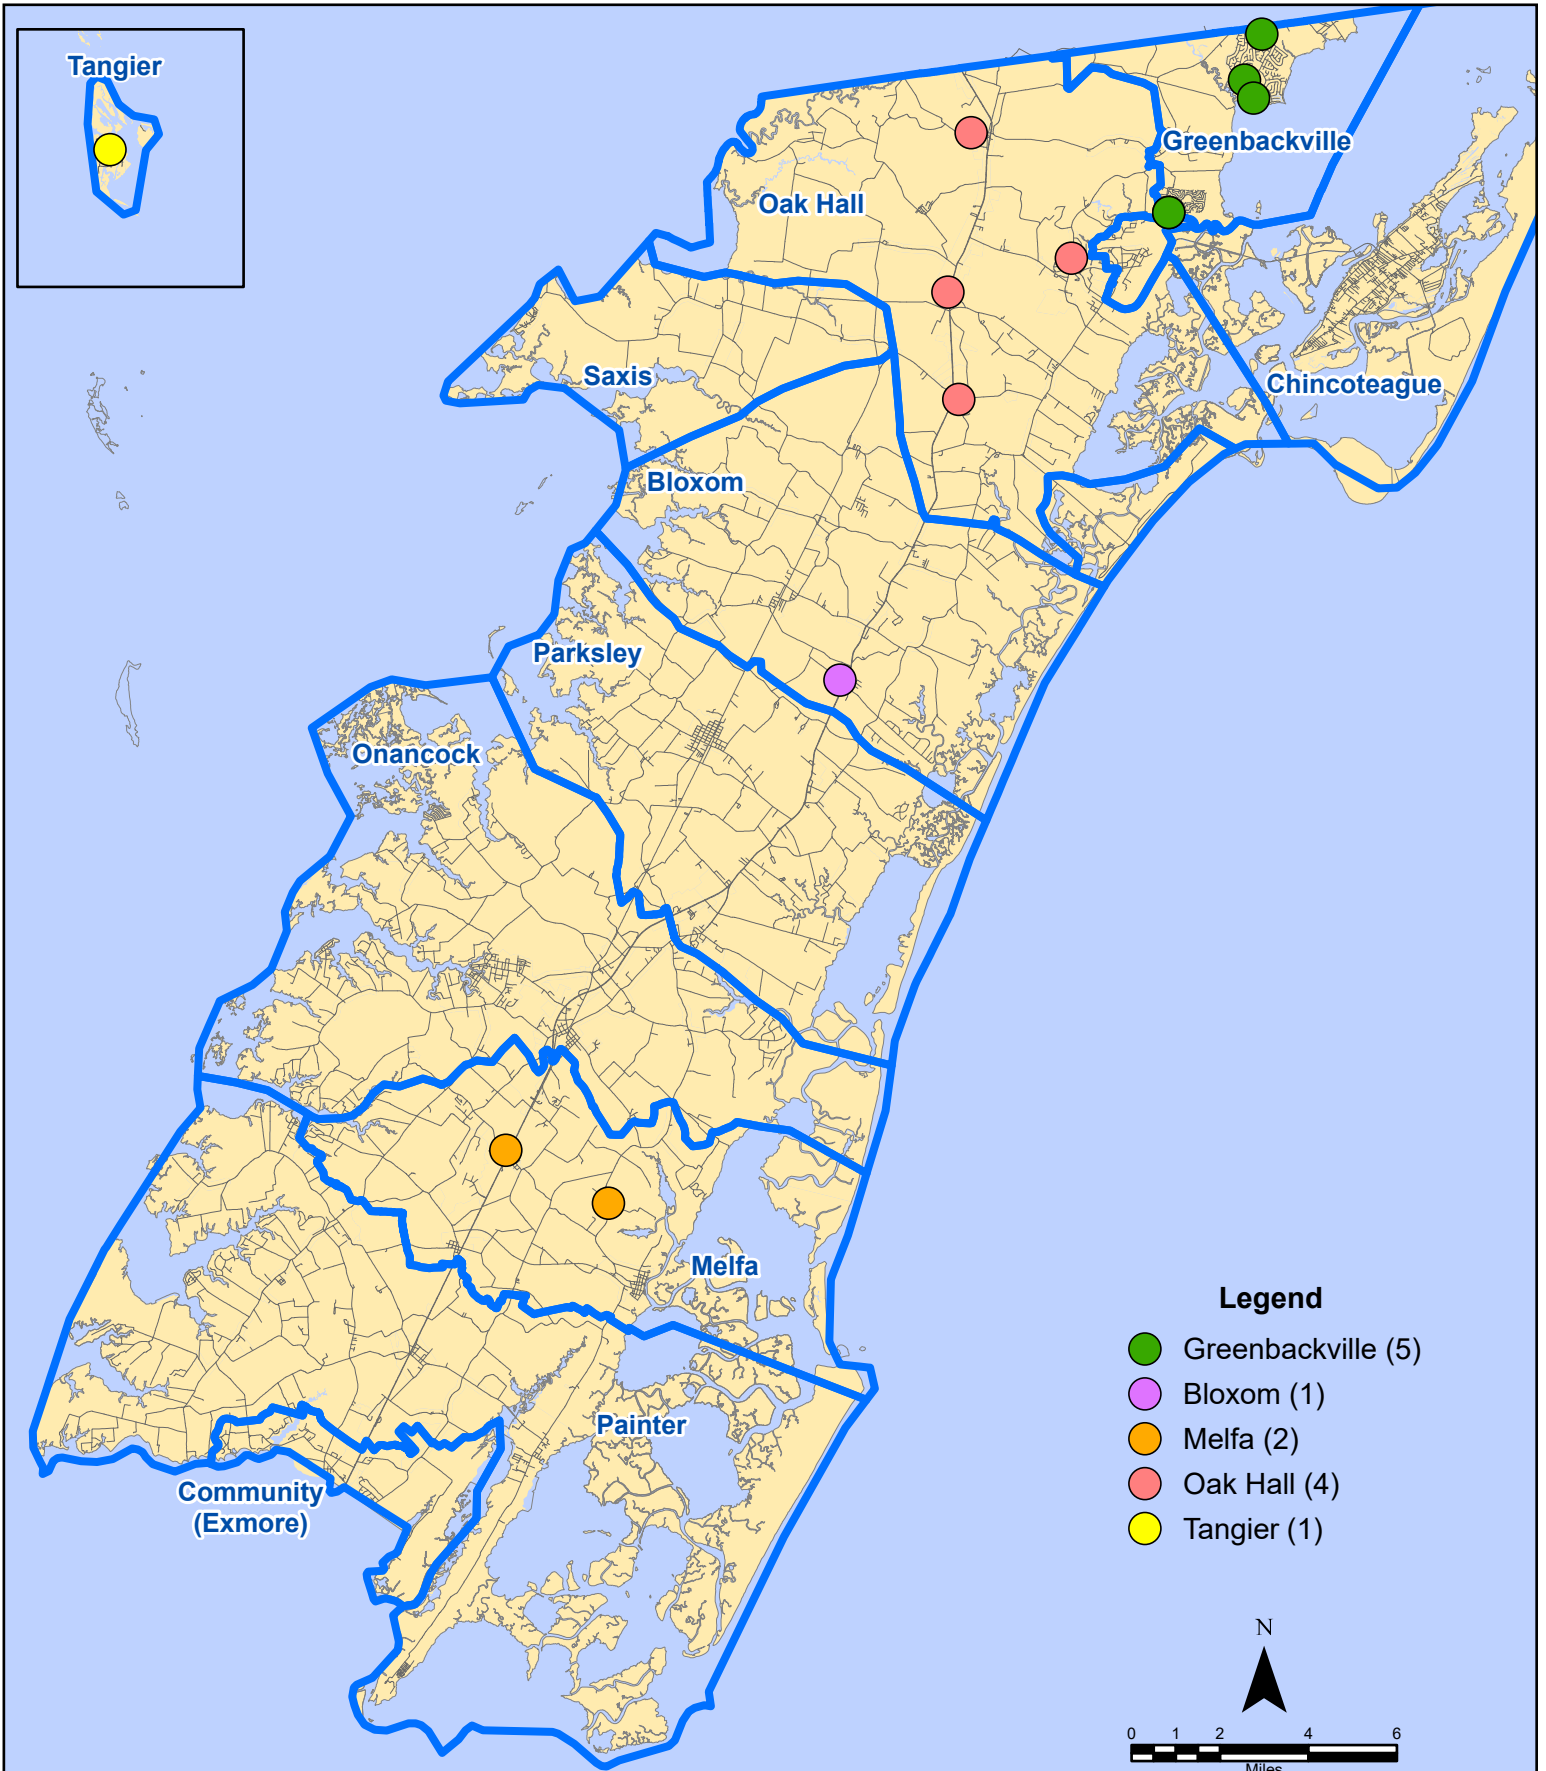 Tangier
Greenbackville
Oak Hall
Saxis
Chincoteague
Bloxom
Parksley
Onancock
Melfa
Painter
Community
(Exmore)
Legend
Greenbackville (5)
Bloxom (1)
Melfa (2)
Oak Hall (4)
Tangier (1)
N
0 1 2 4 6
Miles